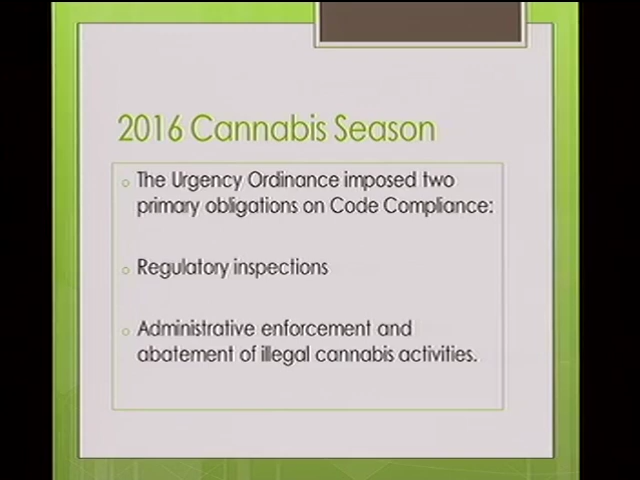 2016 Cannabis Season
The Urgency Ordinance imposed two
primary obligations on Code Compliance:
Regulatory inspections
Administrative enforcement and
abatement of illegal cannabis activities.